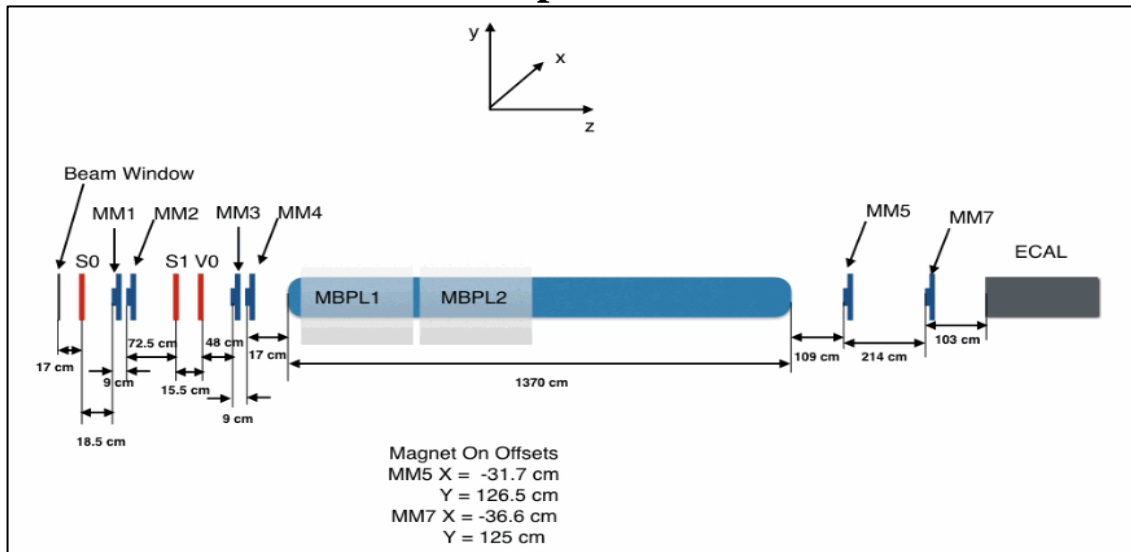 y
x
z
Beam Window
MM1
MM2
MM3
MM4
S0
S1 V0
MBPL1
MBPL2
MM5
MM7
ECAL
72.5 cm
48 cm
17 cm
17 cm
9 cm
15.5 cm
9 cm
18.5 cm
1370 cm
109 cm
214 cm
103 cm
Magnet On Offsets
MM5 X = -31.7 cm
Y = 126.5 cm
MM7 X = -36.6 cm
Y = 125 cm